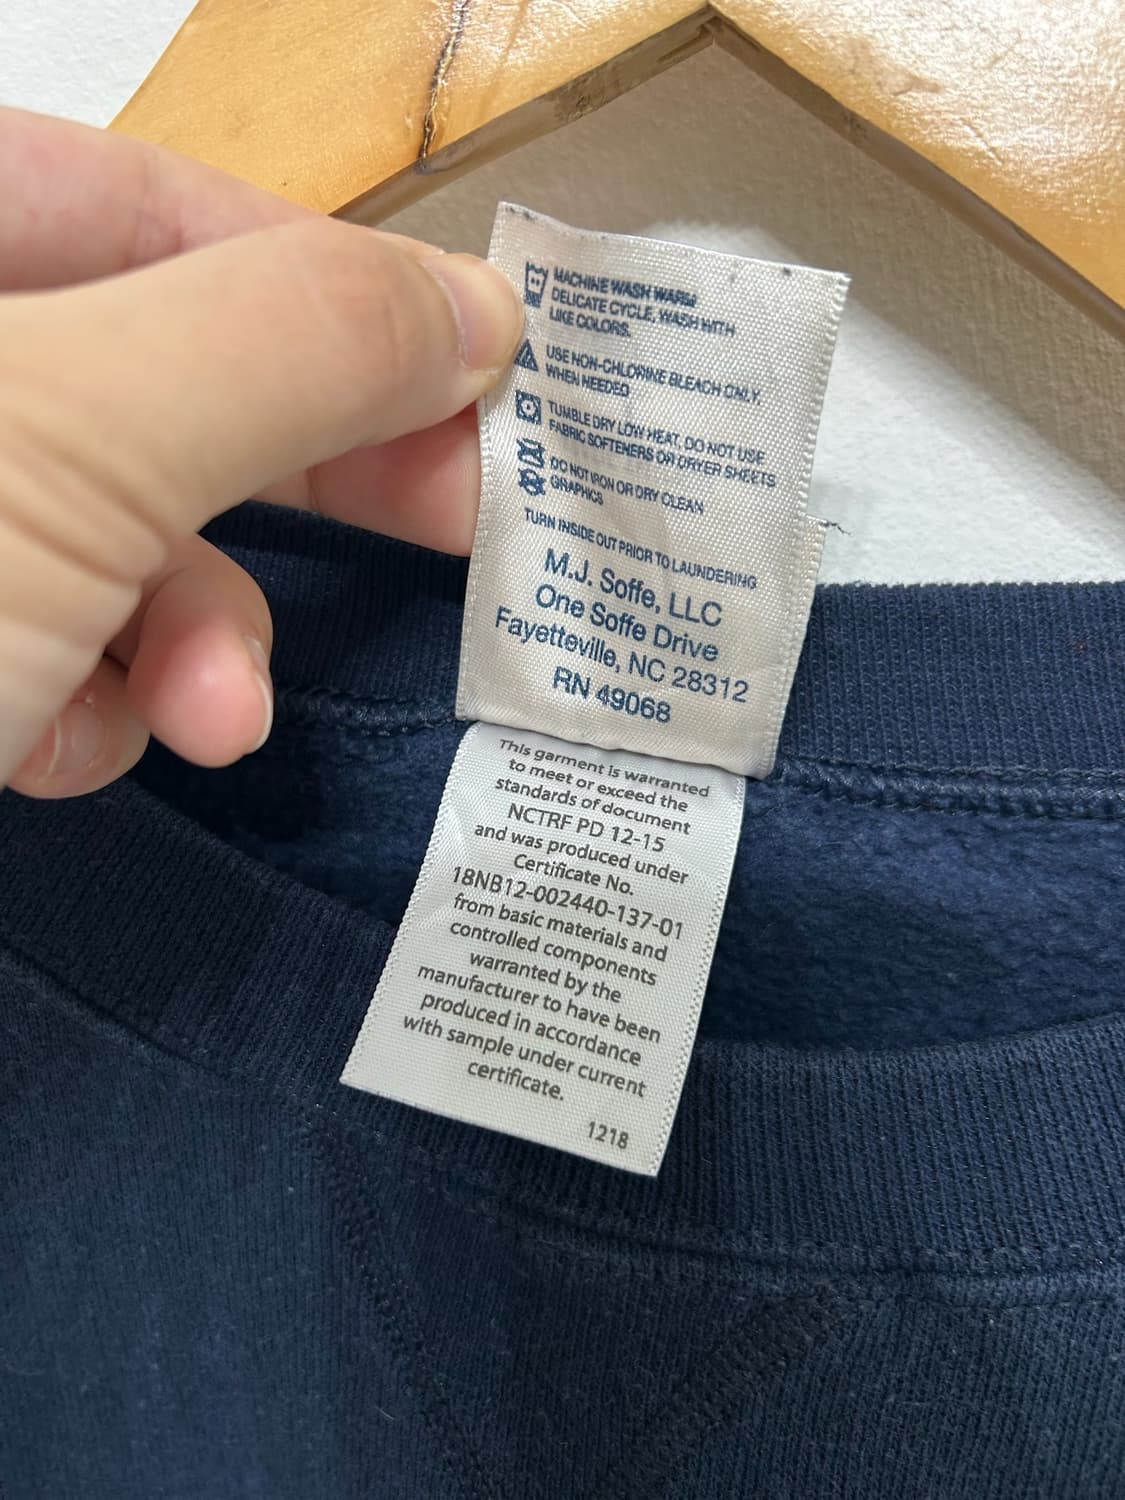 MACHINE WASH WARM
DELICATE CYCLE, WASH WITH
LIKE COLORS.
USE NON-CHLORINE BLEACH ONLY,
WHEN NEEDED
TUMBLE DRY LOW HEAT, DO NOT USE
FABRIC SOFTENERS OR DRYER SHEETS
DO NOT IRON OR DRY CLEAN
GRAPHICS
TURN INSIDE OUT PRIOR TO LAUNDERING
M.J. Soffe, LLC
One Soffe Drive
Fayetteville, NC 28312
RN 49068
This garment is warranted
to meet or exceed the
standards of document
NCTRF PD 12-15
and was produced under
Certificate No.
18NB12-002440-137-01
from basic materials and
controlled components
warranted by the
manufacturer to have been
produced in accordance
with sample under current
certificate.
1218